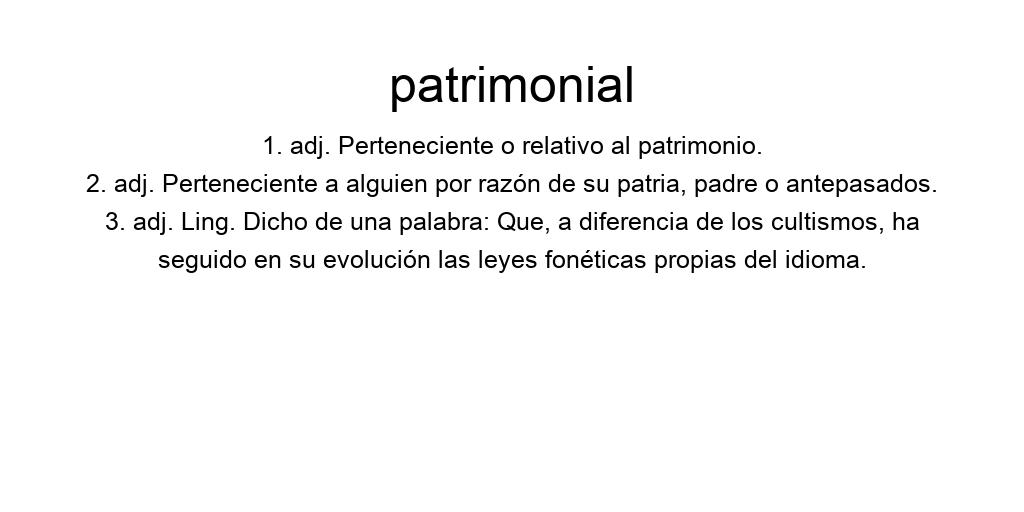 patrimonial
1. adj. Perteneciente o relativo al patrimonio.
2. adj. Perteneciente a alguien por razón de su patria, padre o antepasados.
3. adj. Ling. Dicho de una palabra: Que, a diferencia de los cultismos, ha
seguido en su evolución las leyes fonéticas propias del idioma.